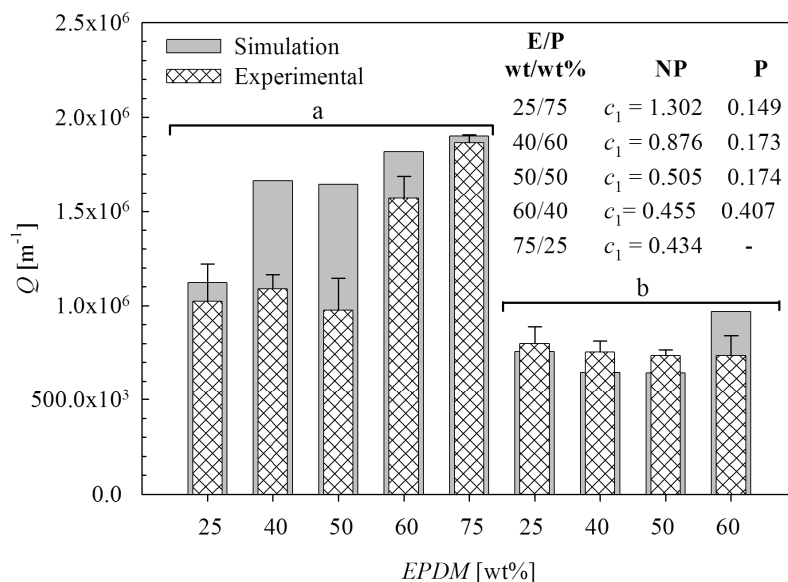 2.5x10⁶
2.0x10⁶
1.5x10⁶
1.0x10⁶
500.0x10³
0.0
Q [m⁻¹]
Simulation
Experimental
a
b
E/P
wt/wt% NP P
25/75 c₁ = 1.302 0.149
40/60 c₁ = 0.876 0.173
50/50 c₁ = 0.505 0.174
60/40 c₁= 0.455 0.407
75/25 c₁ = 0.434 -
25 40 50 60 75 25 40 50 60
EPDM [wt%]